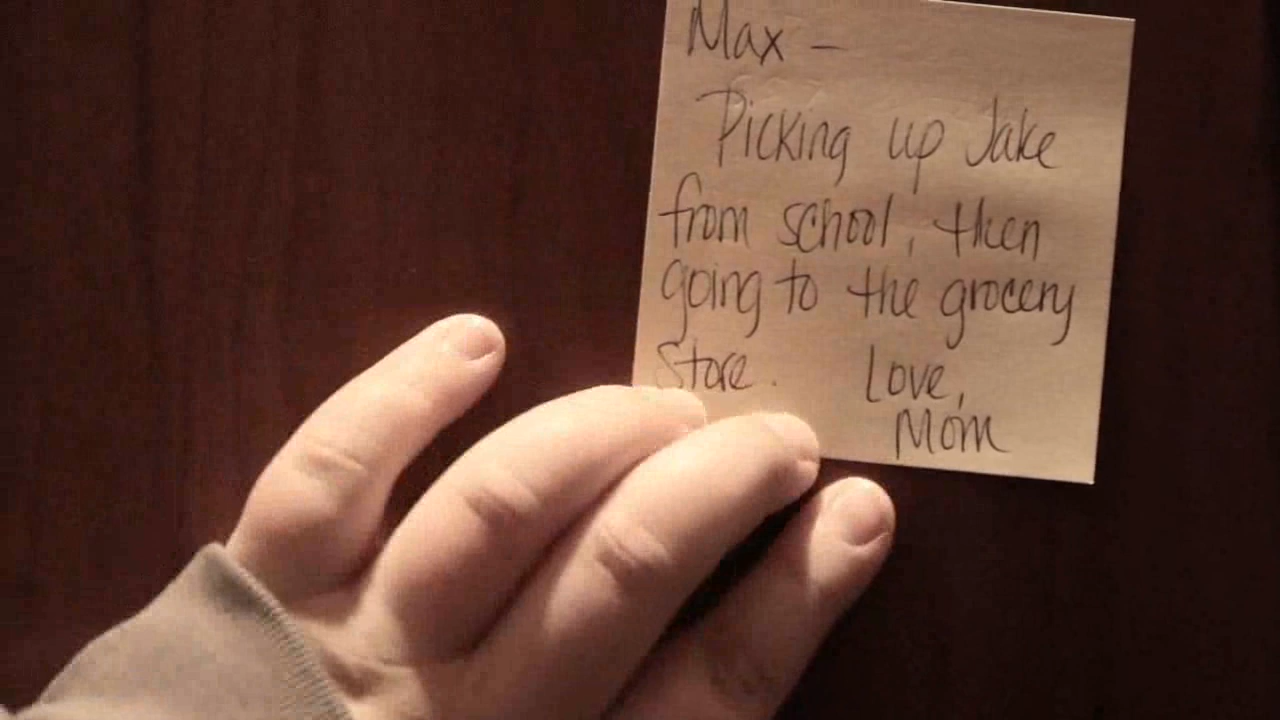 Max –
Picking up Jake
from school, then
going to the grocery
store. Love,
Mom